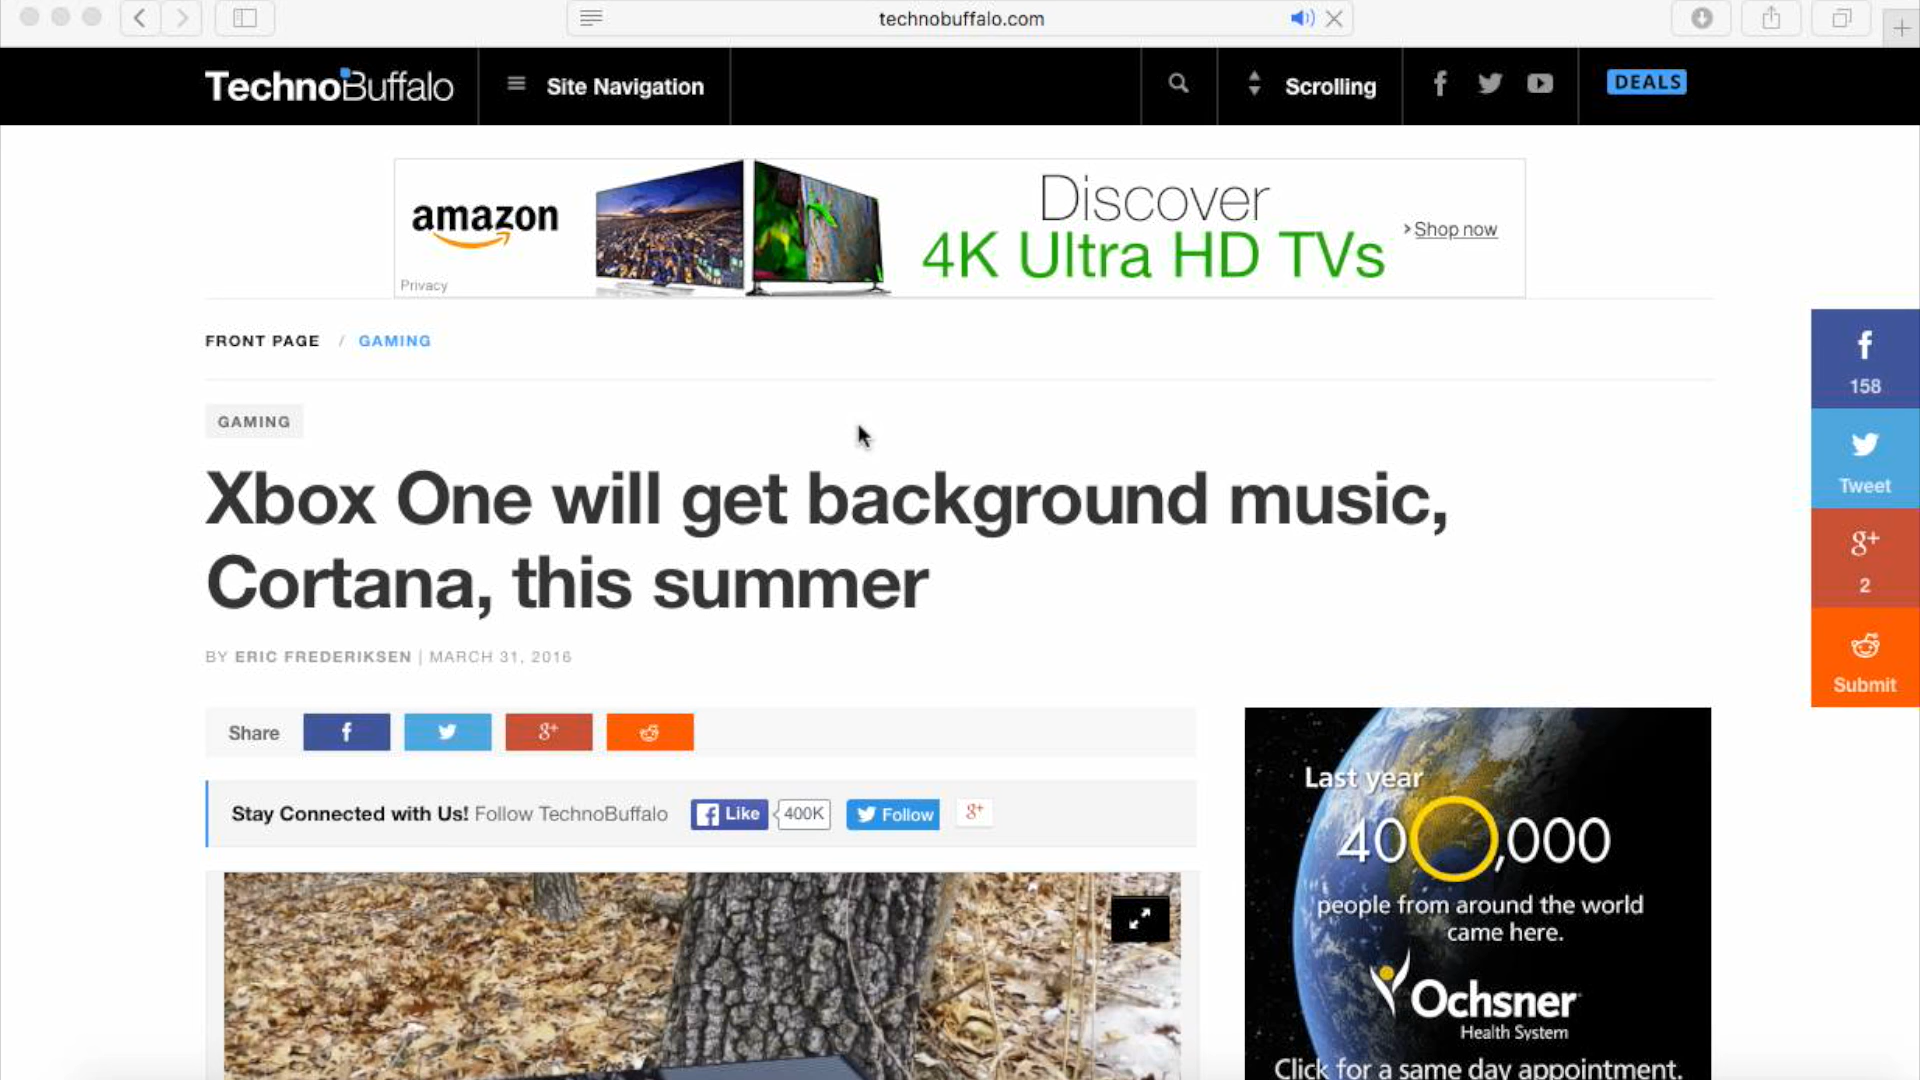 technobuffalo.com
TechnoBuffalo
Site Navigation
Scrolling
DEALS
amazon
Discover
4K Ultra HD TVs
Shop now
Privacy
FRONT PAGE / GAMING
GAMING
Xbox One will get background music,
Cortana, this summer
BY ERIC FREDERIKSEN | MARCH 31, 2016
Share
Stay Connected with Us! Follow TechnoBuffalo
Like
400K
Follow
158
Tweet
2
Submit
Last year
400,000
people from around the world
came here.
Ochsner
Health System
Click for a same day appointment.